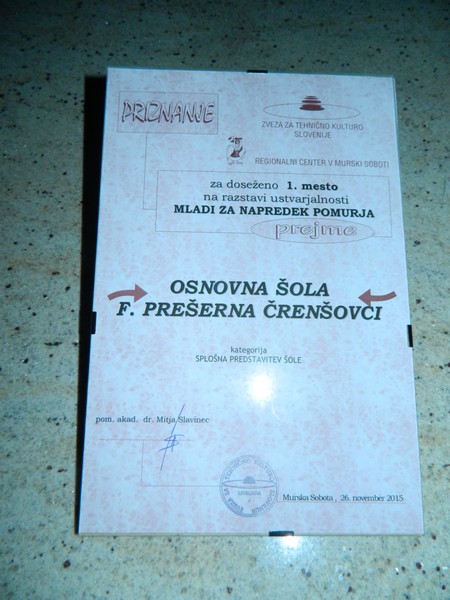 PRIZNANJE
ZVEZA ZA TEHNIČNO KULTURO
SLOVENIJE
REGIONALNI CENTER V MURSKI SOBOTI
za doseženo 1. mesto
na razstavi ustvarjalnosti
MLADI ZA NAPREDEK POMURJA
prejme
OSNOVNA ŠOLA
F. PREŠERNA ČRENŠOVCI
kategorija
SPLOŠNA PREDSTAVITEV ŠOLE
pom. akad. dr. Mitja Slavinec
Murska Sobota , 26. november 2015